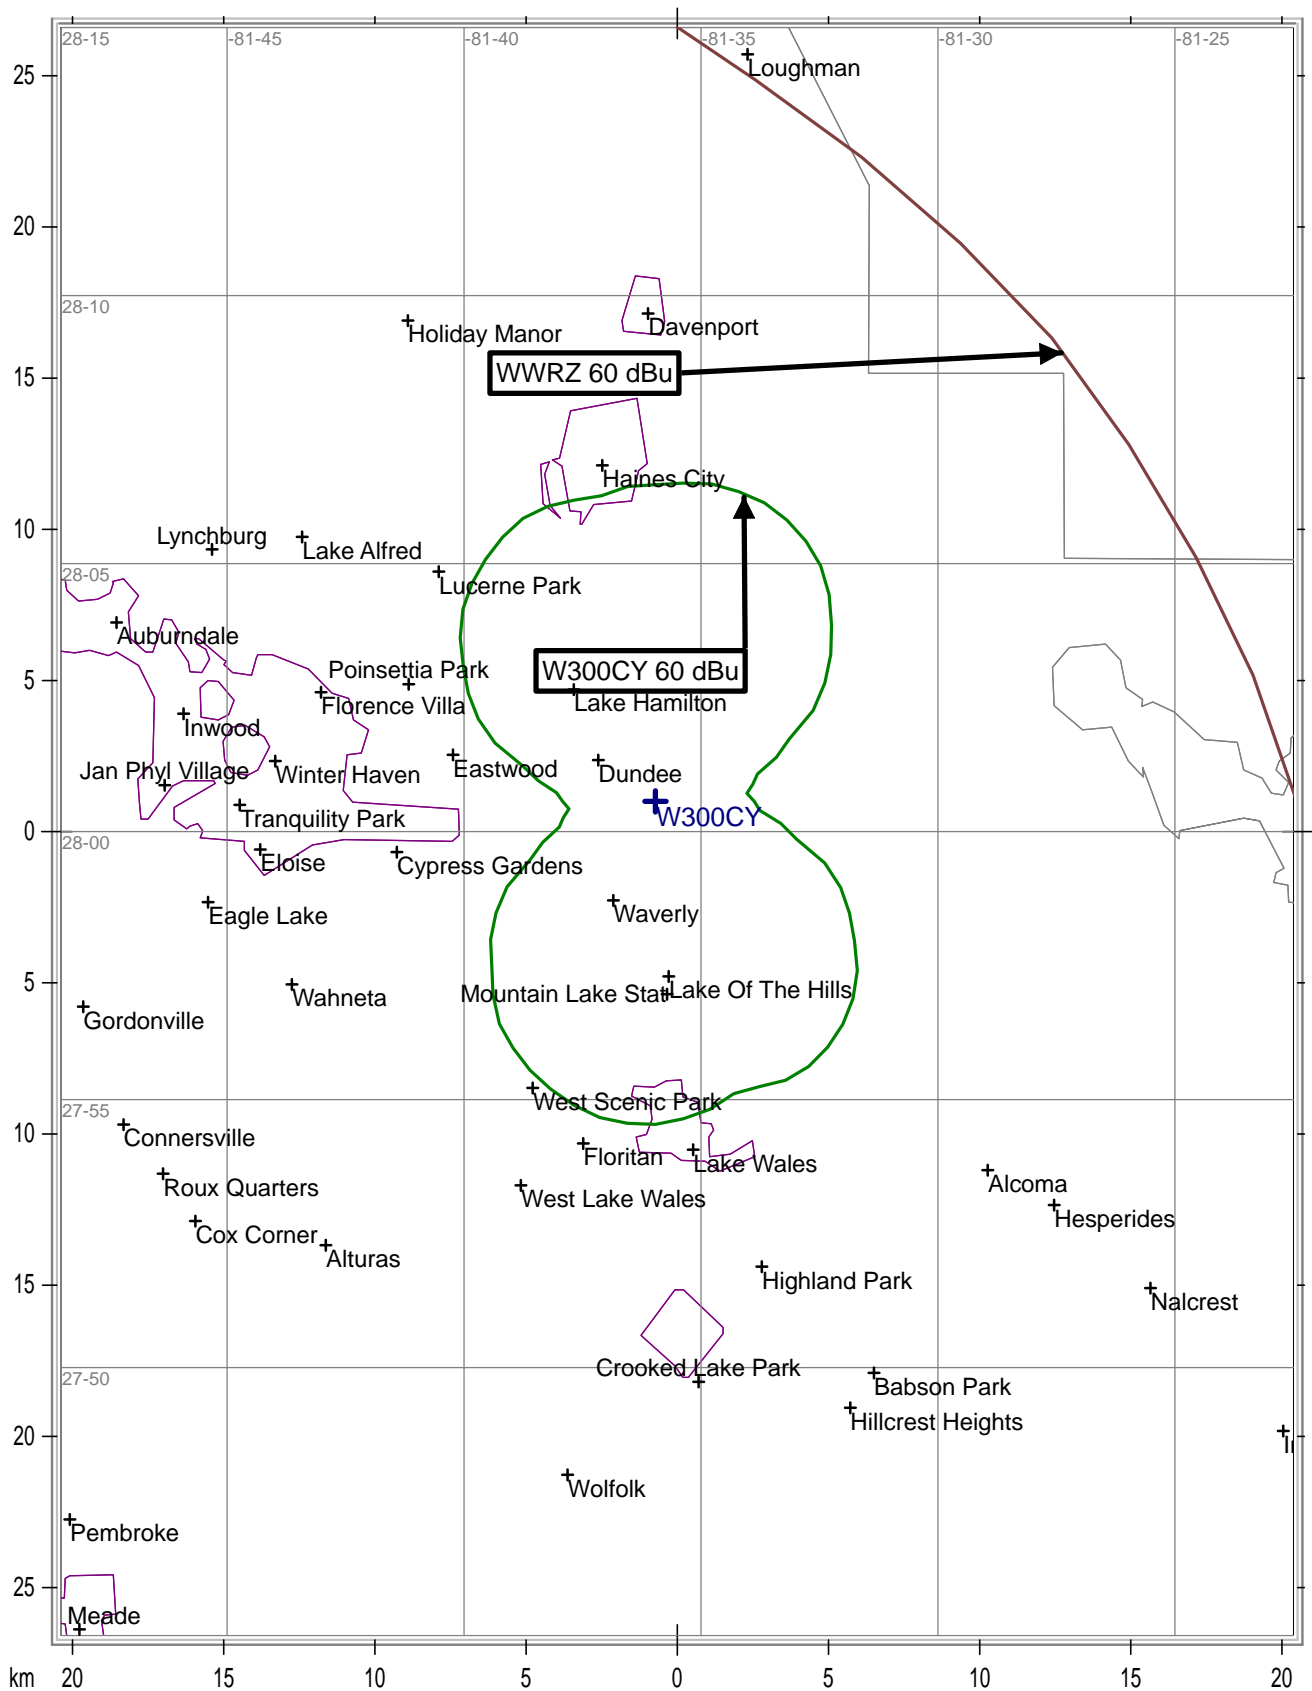 28-15
-81-45
-81-40
-81-35
-81-30
-81-25
25
Loughman
20
28-10
Davenport
Holiday Manor
WWRZ 60 dBu
15
Haines City
10
Lynchburg
Lake Alfred
28-05
Lucerne Park
Auburndale
W300CY 60 dBu
Poinsettia Park
5
Florence Villa
Lake Hamilton
Inwood
Jan Phyl Village
Winter Haven
Eastwood
Dundee
Tranquility Park
W300CY
0
28-00
Eloise
Cypress Gardens
Eagle Lake
Waverly
5
Wahneta
Mountain Lake Stat
Lake Of The Hills
Gordonville
West Scenic Park
27-55
10
Connersville
Floritan
Lake Wales
Roux Quarters
West Lake Wales
Alcoma
Hesperides
Cox Corner
Alturas
15
Highland Park
Nalcrest
27-50
Crooked Lake Park
Babson Park
Hillcrest Heights
20
Wolfolk
Pembroke
25
Meade
km 20 15 10 5 0 5 10 15 20